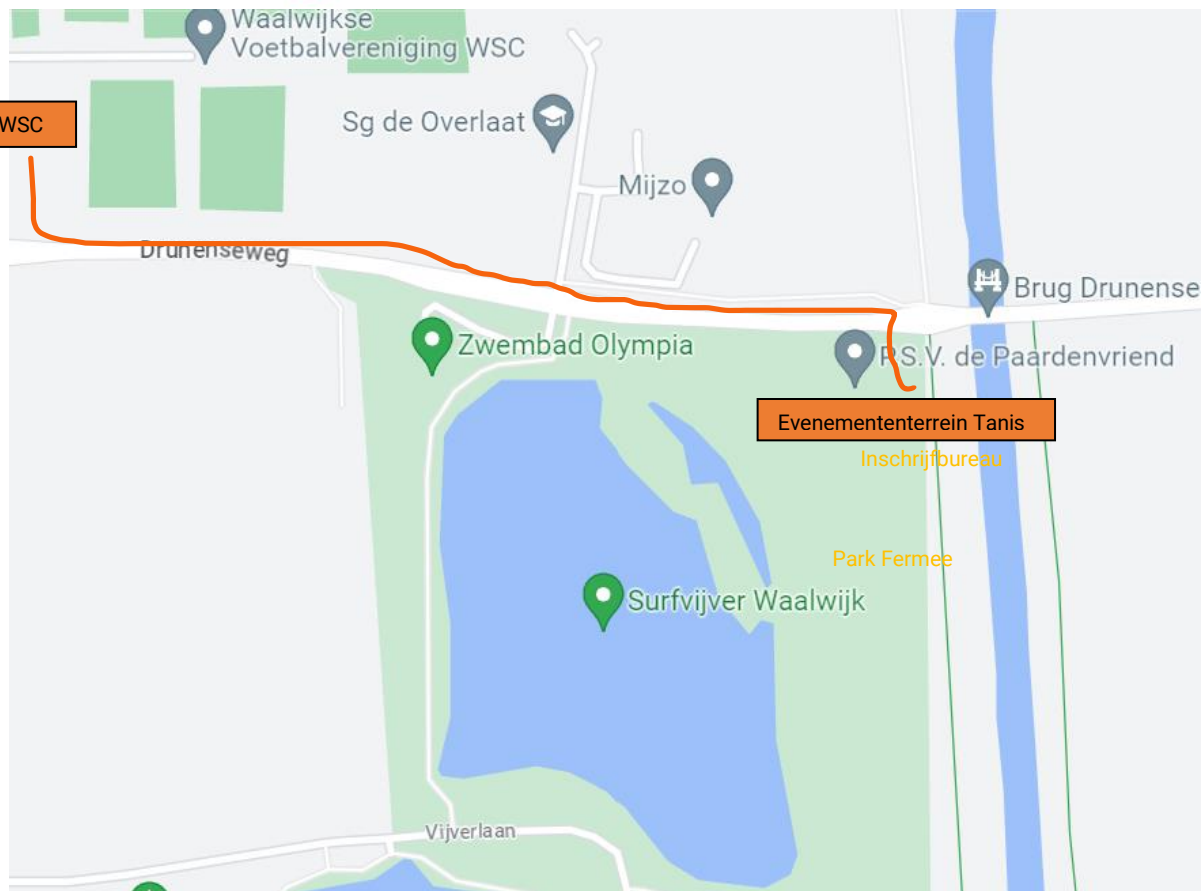 Waalwijkse
Voetbalvereniging WSC
WSC
Sg de Overlaat
Mijzo
Drunenseweg
Brug Drunense
Zwembad Olympia
P.S.V. de Paardenvriend
Evenemententerrein Tanis
Inschrijfbureau
Park Fermee
Surfvijver Waalwijk
Vijverlaan